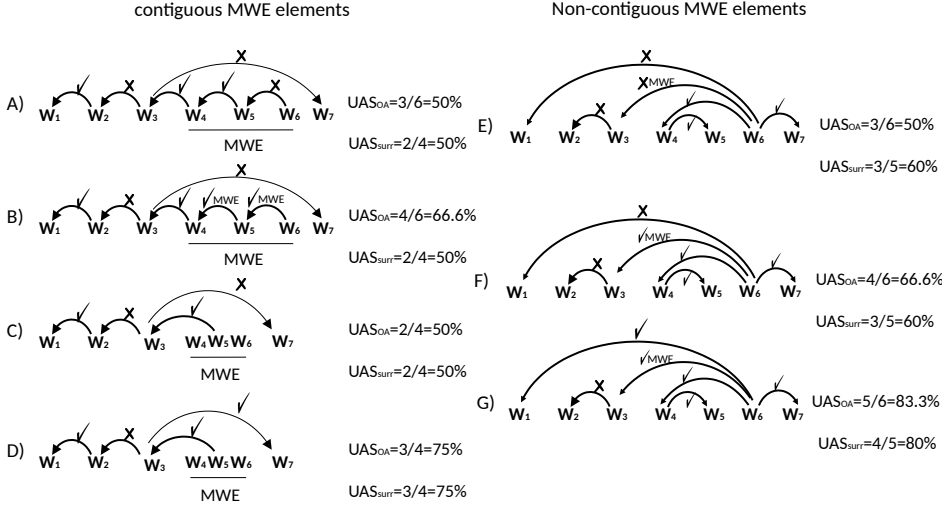 contiguous MWE elements
A) W1 W2 W3 W4 W5 W6 W7
MWE
UASOA=3/6=50%
UASsurr=2/4=50%
B) W1 W2 W3 W4 W5 W6 W7
MWE MWE
MWE
UASOA=4/6=66.6%
UASsurr=2/4=50%
C) W1 W2 W3 W4W5W6 W7
MWE
UASOA=2/4=50%
UASsurr=2/4=50%
D) W1 W2 W3 W4W5W6 W7
MWE
UASOA=3/4=75%
UASsurr=3/4=75%
Non-contiguous MWE elements
X
XMWE
X
E) W1 W2 W3 W4 W5 W6 W7
UASOA=3/6=50%
UASsurr=3/5=60%
X
MWE
X
F) W1 W2 W3 W4 W5 W6 W7
UASOA=4/6=66.6%
UASsurr=3/5=60%
MWE
X
G) W1 W2 W3 W4 W5 W6 W7
UASOA=5/6=83.3%
UASsurr=4/5=80%